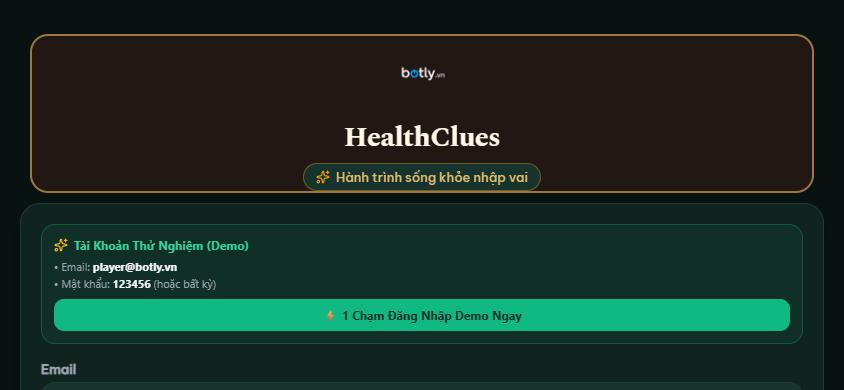 botly.vn
HealthClues
Hành trình sống khỏe nhập vai
Tài Khoản Thử Nghiệm (Demo)
• Email: player@botly.vn
• Mật khẩu: 123456 (hoặc bất kỳ)
1 Chạm Đăng Nhập Demo Ngay
Email